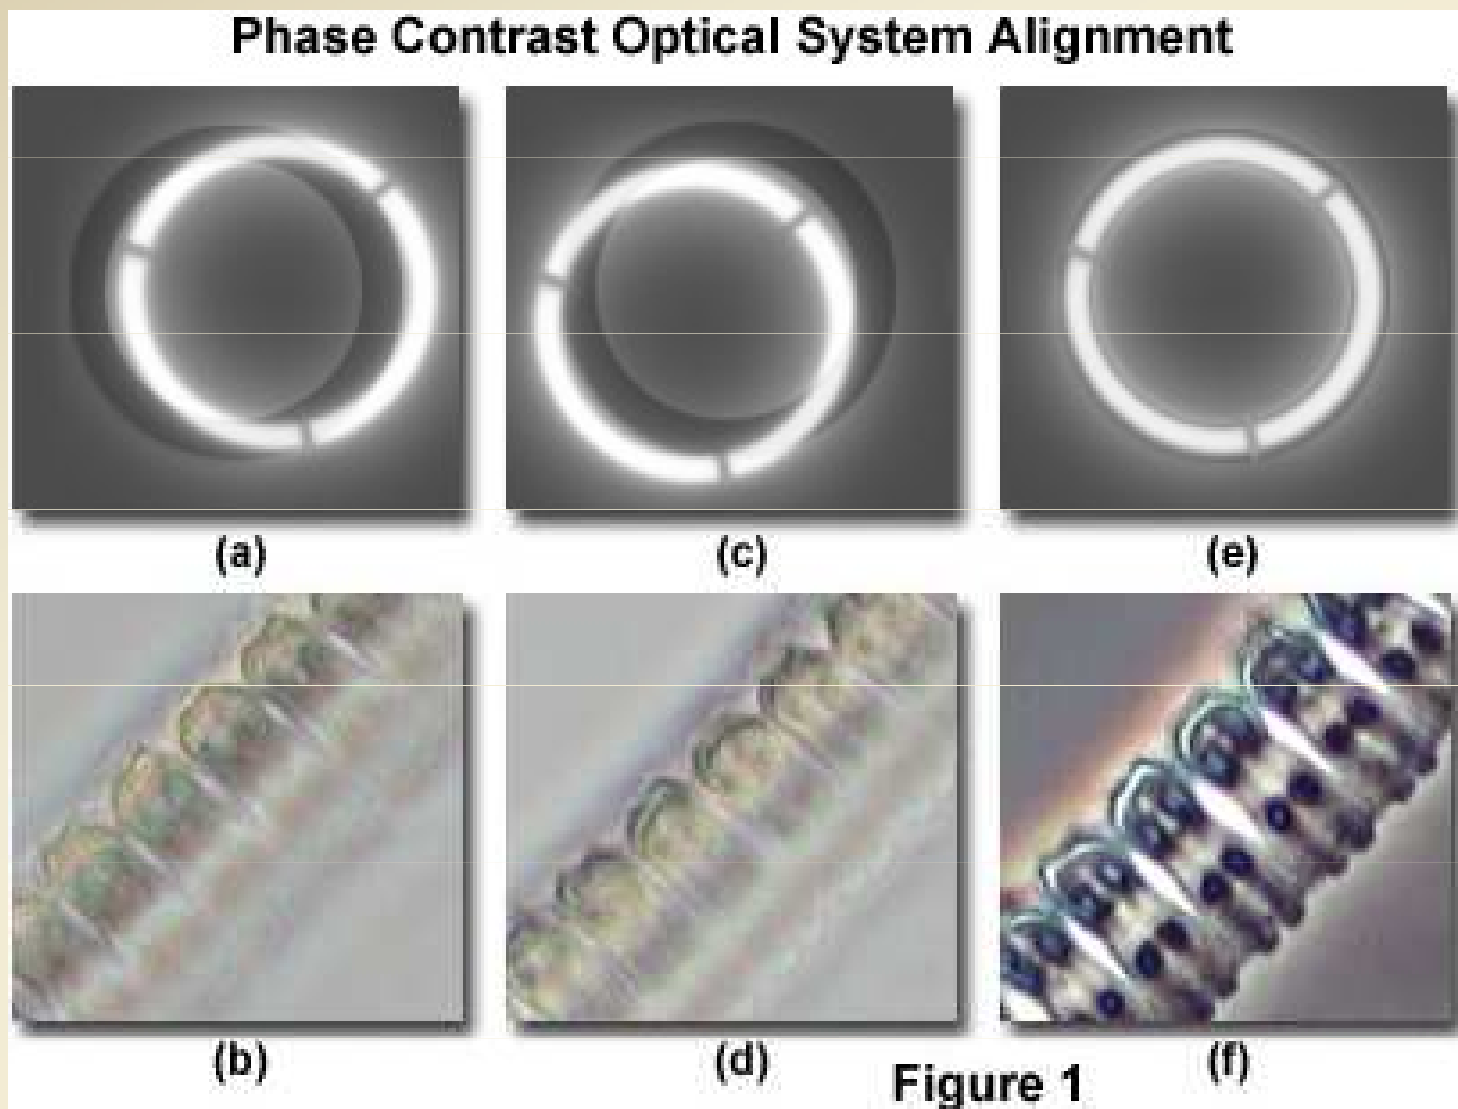 Phase Contrast Optical System Alignment
(a) (c) (e)
(b) (d) (f)
Figure 1